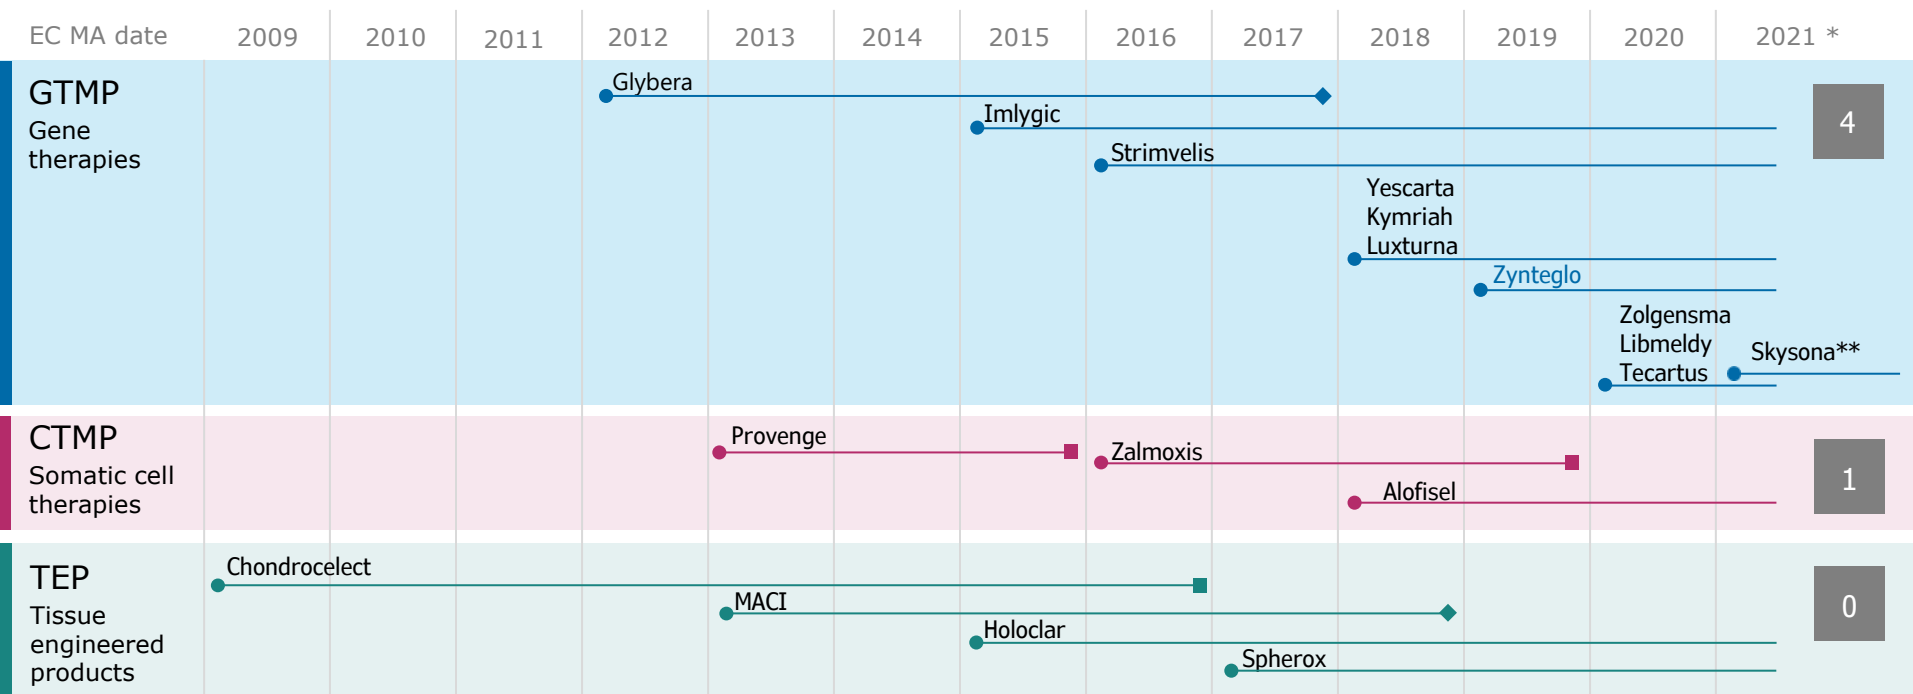 EC MA date 2009 2010 2011 2012 2013 2014 2015 2016 2017 2018 2019 2020 2021 *
GTMP
Gene
therapies
Glybera
Imlygic
Strimvelis
Yescarta
Kymriah
Luxturna
Zynteglo
Zolgensma
Libmeldy
Tecartus
Skysona**
4
CTMP
Somatic cell
therapies
Provenge
Zalmoxis
Alofisel
1
TEP
Tissue
engineered
products
Chondrocelect
MACI
Holoclar
Spherox
0